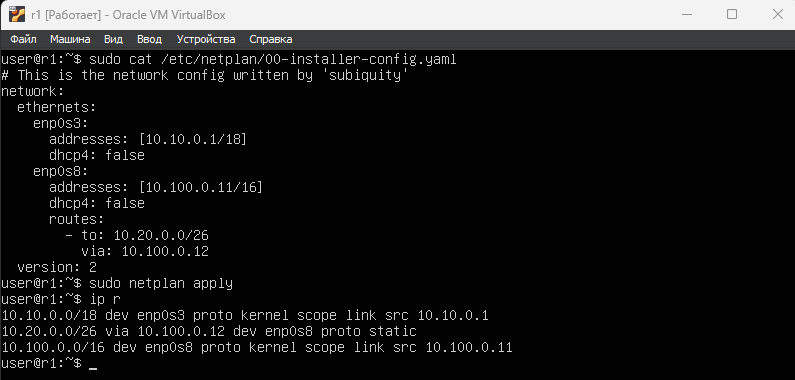 r1 [Работает] - Oracle VM VirtualBox
Файл Машина Вид Ввод Устройства Справка
user@r1:~$ sudo cat /etc/netplan/00-installer-config.yaml
# This is the network config written by 'subiquity'
network:
  ethernets:
    enp0s3:
      addresses: [10.10.0.1/18]
      dhcp4: false
    enp0s8:
      addresses: [10.100.0.11/16]
      dhcp4: false
      routes:
        - to: 10.20.0.0/26
          via: 10.100.0.12
  version: 2
user@r1:~$ sudo netplan apply
user@r1:~$ ip r
10.10.0.0/18 dev enp0s3 proto kernel scope link src 10.10.0.1
10.20.0.0/26 via 10.100.0.12 dev enp0s8 proto static
10.100.0.0/16 dev enp0s8 proto kernel scope link src 10.100.0.11
user@r1:~$ _